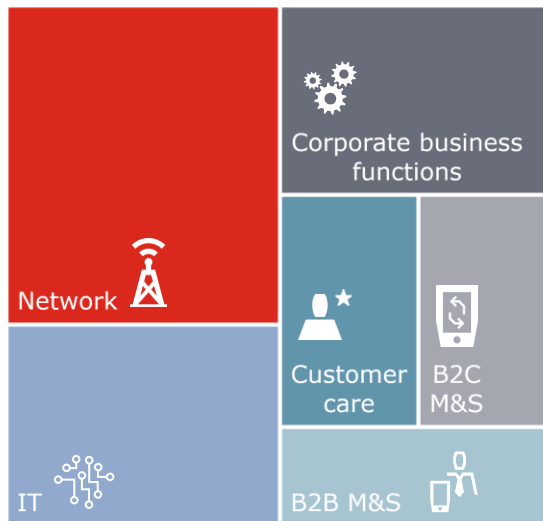 Network
IT
Corporate business
functions
Customer
care
B2C
M&S
B2B M&S